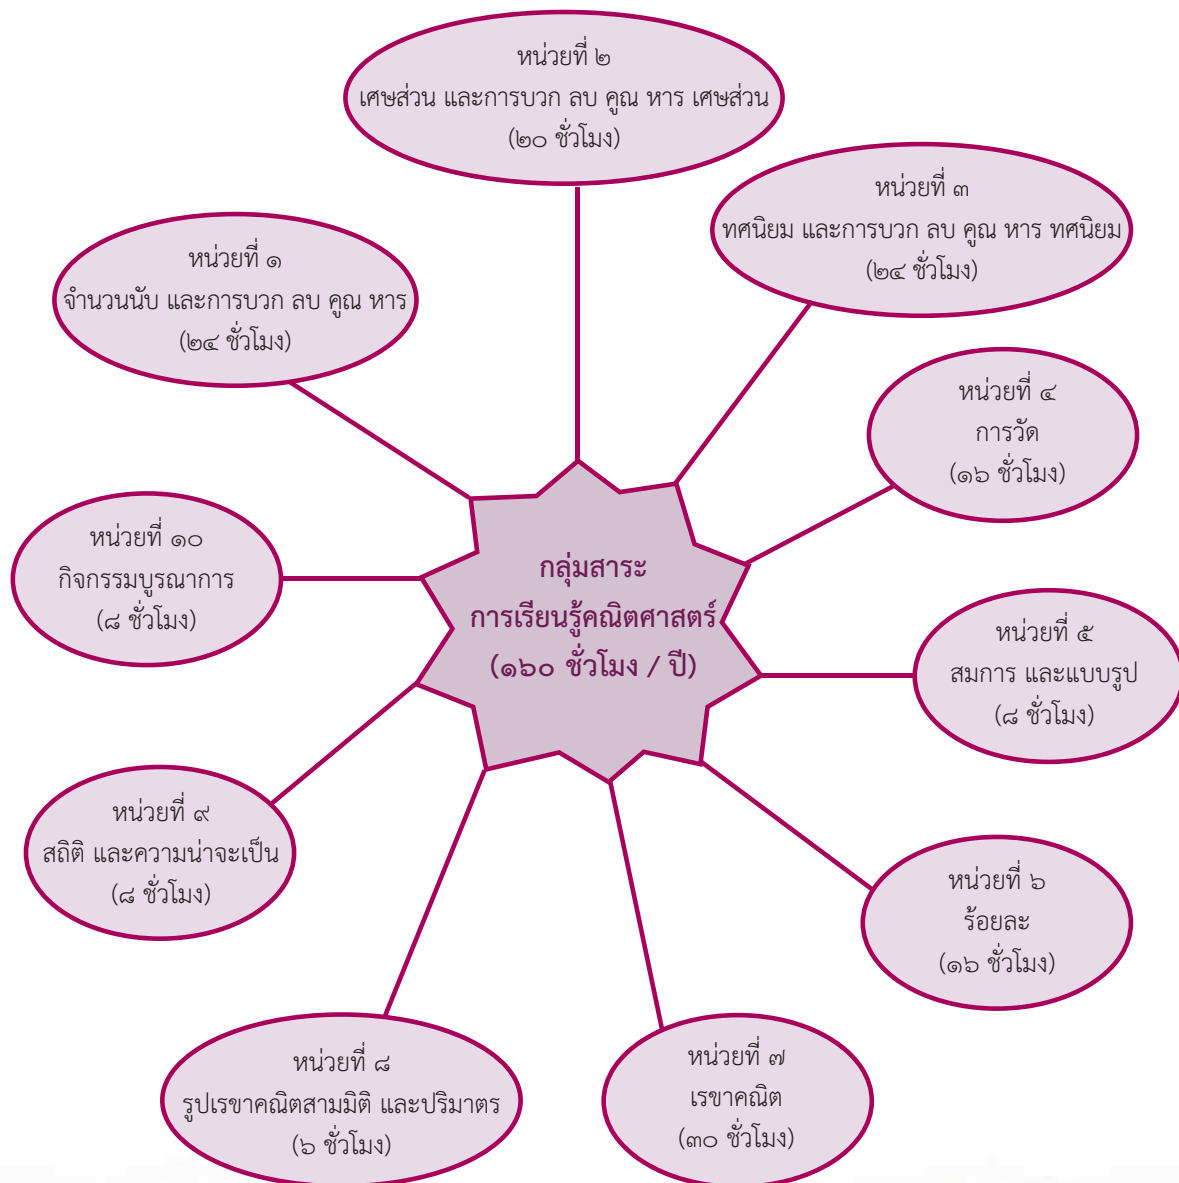 หน่วยที่ ๒
เศษส่วน และการบวก ลบ คูณ หาร เศษส่วน
(๒๐ ชั่วโมง)
หน่วยที่ ๓
ทศนิยม และการบวก ลบ คูณ หาร ทศนิยม
(๒๔ ชั่วโมง)
หน่วยที่ ๑
จำนวนนับ และการบวก ลบ คูณ หาร
(๒๔ ชั่วโมง)
หน่วยที่ ๔
การวัด
(๑๖ ชั่วโมง)
หน่วยที่ ๑๐
กิจกรรมบูรณาการ
(๘ ชั่วโมง)
กลุ่มสาระ
การเรียนรู้คณิตศาสตร์
(๑๖๐ ชั่วโมง / ปี)
หน่วยที่ ๕
สมการ และแบบรูป
(๘ ชั่วโมง)
หน่วยที่ ๙
สถิติ และความน่าจะเป็น
(๘ ชั่วโมง)
หน่วยที่ ๖
ร้อยละ
(๑๖ ชั่วโมง)
หน่วยที่ ๘
รูปเรขาคณิตสามมิติ และปริมาตร
(๖ ชั่วโมง)
หน่วยที่ ๗
เรขาคณิต
(๓๐ ชั่วโมง)